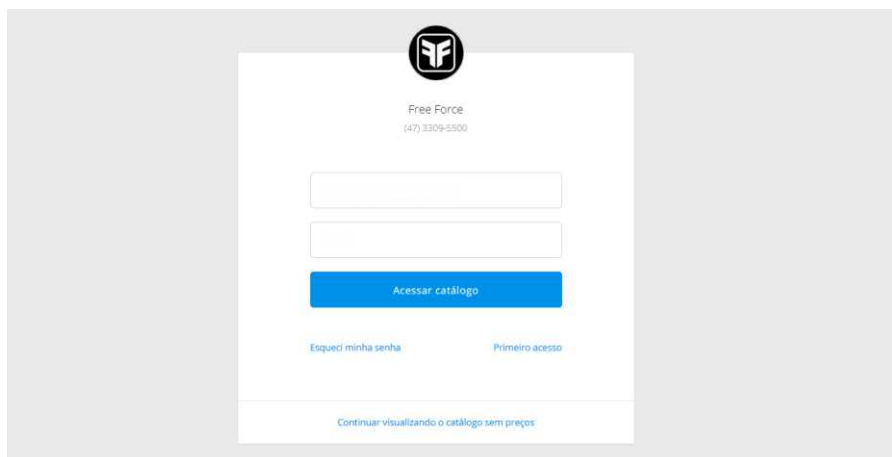 Free Force
(47) 3309-5500
Acessar catálogo
Esqueci minha senha
Primeiro acesso
Continuar visualizando o catálogo sem preços